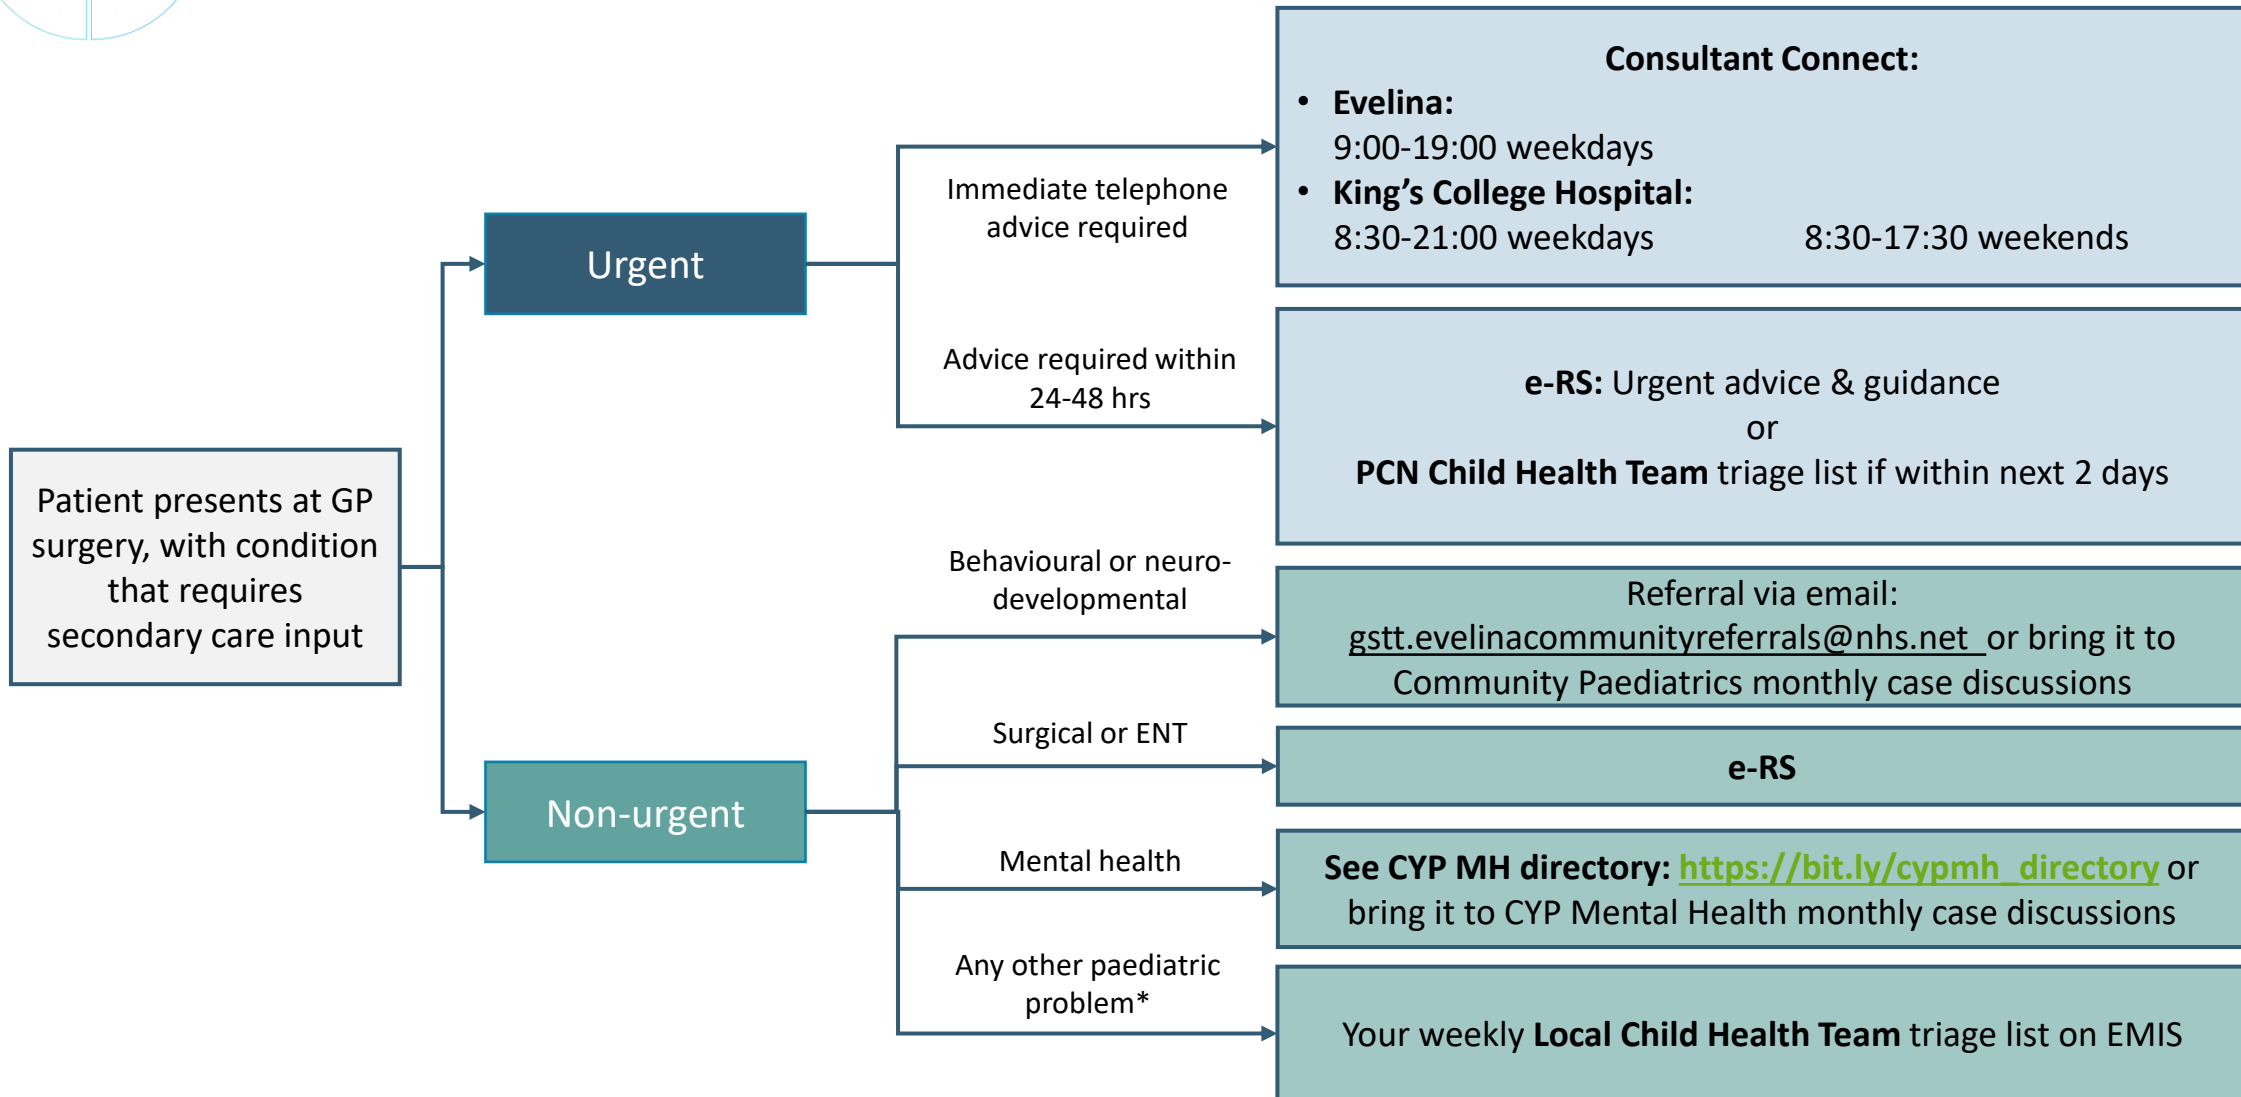 Patient presents at GP
surgery, with condition
that requires
secondary care input
Urgent
Immediate telephone
advice required
Consultant Connect:
• Evelina:
9:00-19:00 weekdays
• King’s College Hospital:
8:30-21:00 weekdays 8:30-17:30 weekends
Advice required within
24-48 hrs
e-RS: Urgent advice & guidance
or
PCN Child Health Team triage list if within next 2 days
Non-urgent
Behavioural or neuro-
developmental
Referral via email:
gstt.evelinacommunityreferrals@nhs.net or bring it to
Community Paediatrics monthly case discussions
Surgical or ENT
e-RS
Mental health
See CYP MH directory: https://bit.ly/cypmh_directory or
bring it to CYP Mental Health monthly case discussions
Any other paediatric
problem*
Your weekly Local Child Health Team triage list on EMIS